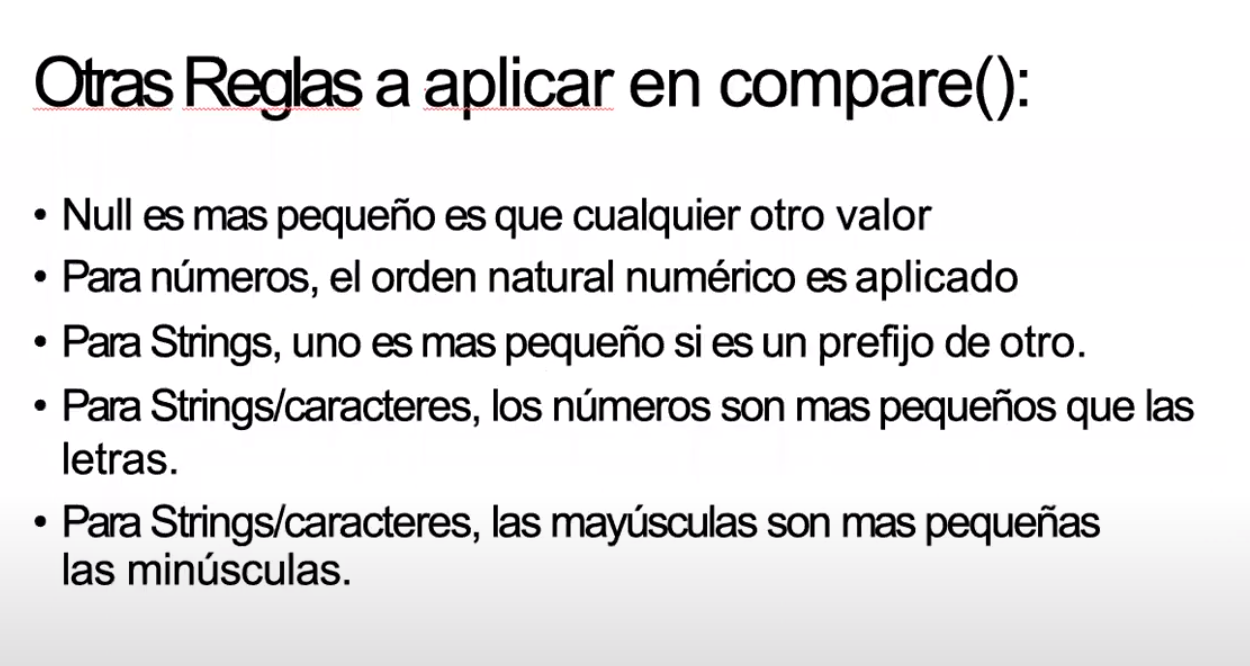 Otras Reglas a aplicar en compare():
• Null es mas pequeño es que cualquier otro valor
• Para números, el orden natural numérico es aplicado
• Para Strings, uno es mas pequeño si es un prefijo de otro.
• Para Strings/caracteres, los números son mas pequeños que las
letras.
• Para Strings/caracteres, las mayúsculas son mas pequeñas
las minúsculas.